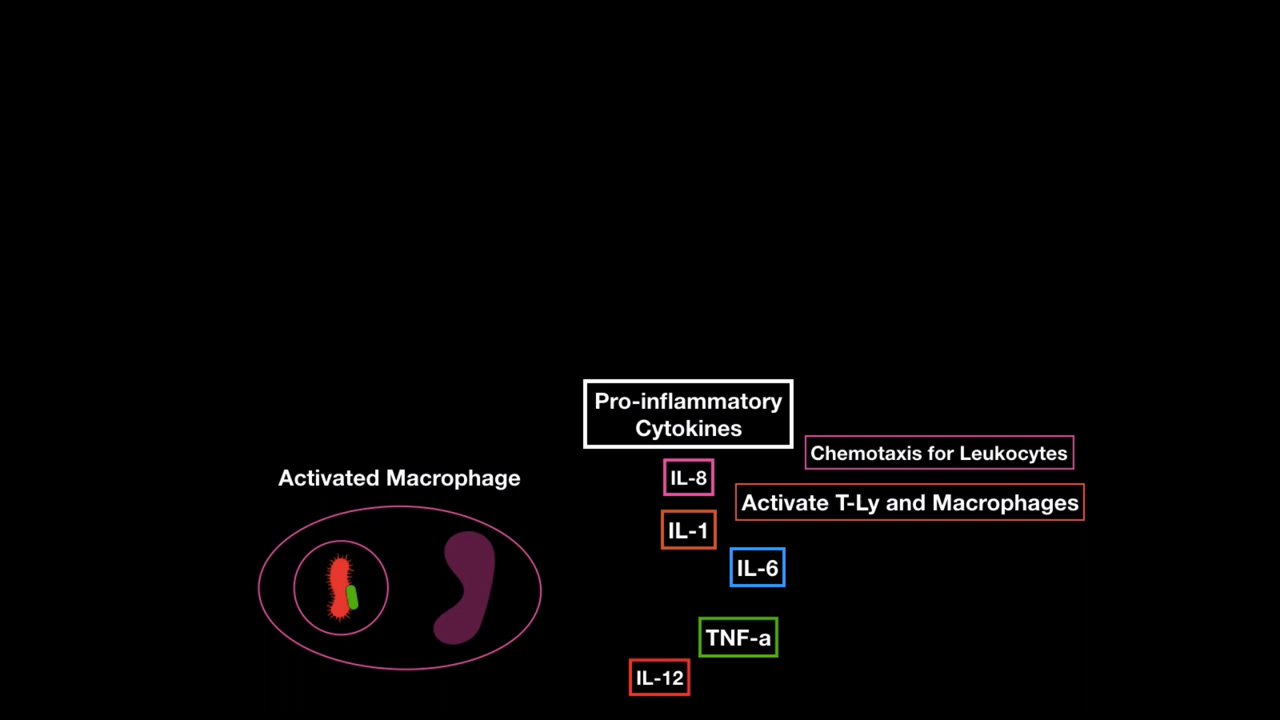 Pro-inflammatory
Cytokines
Chemotaxis for Leukocytes
Activated Macrophage
IL-8
Activate T-Ly and Macrophages
IL-1
IL-6
TNF-a
IL-12